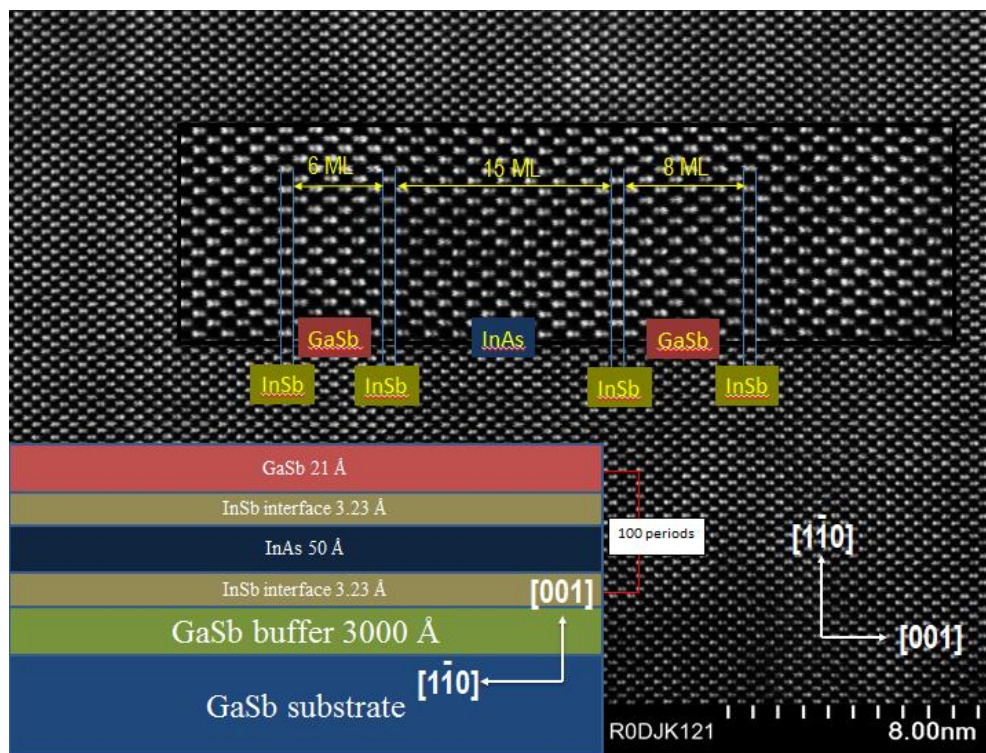 6 ML 15 ML 8 ML
GaSb InAs GaSb
InSb InSb InSb InSb
GaSb 21 Å
InSb interface 3.23 Å
InAs 50 Å
InSb interface 3.23 Å
100 periods
GaSb buffer 3000 Å
GaSb substrate
[001]
[11̄0]
[11̄0]
[001]
R0DJK121
8.00nm